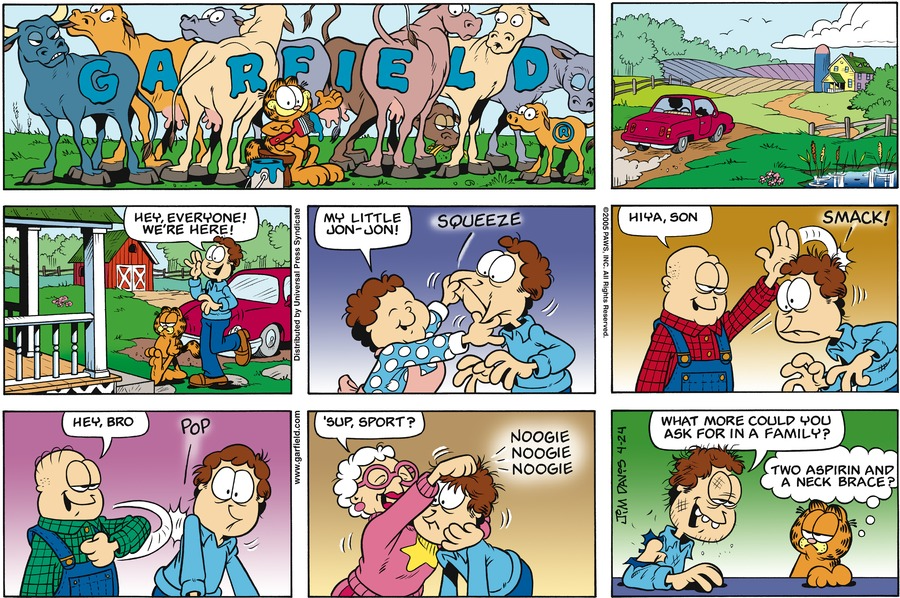 GARFIELD
®
HEY, EVERYONE!
WE'RE HERE!
Distributed by Universal Press Syndicate
MY LITTLE
JON-JON!
SQUEEZE
©2005 PAWS, INC. All Rights Reserved.
HIYA, SON
SMACK!
HEY, BRO
POP
www.garfield.com
'SUP, SPORT?
NOOGIE
NOOGIE
NOOGIE
JIM DAVIS 4-24
WHAT MORE COULD YOU
ASK FOR IN A FAMILY?
TWO ASPIRIN AND
A NECK BRACE?